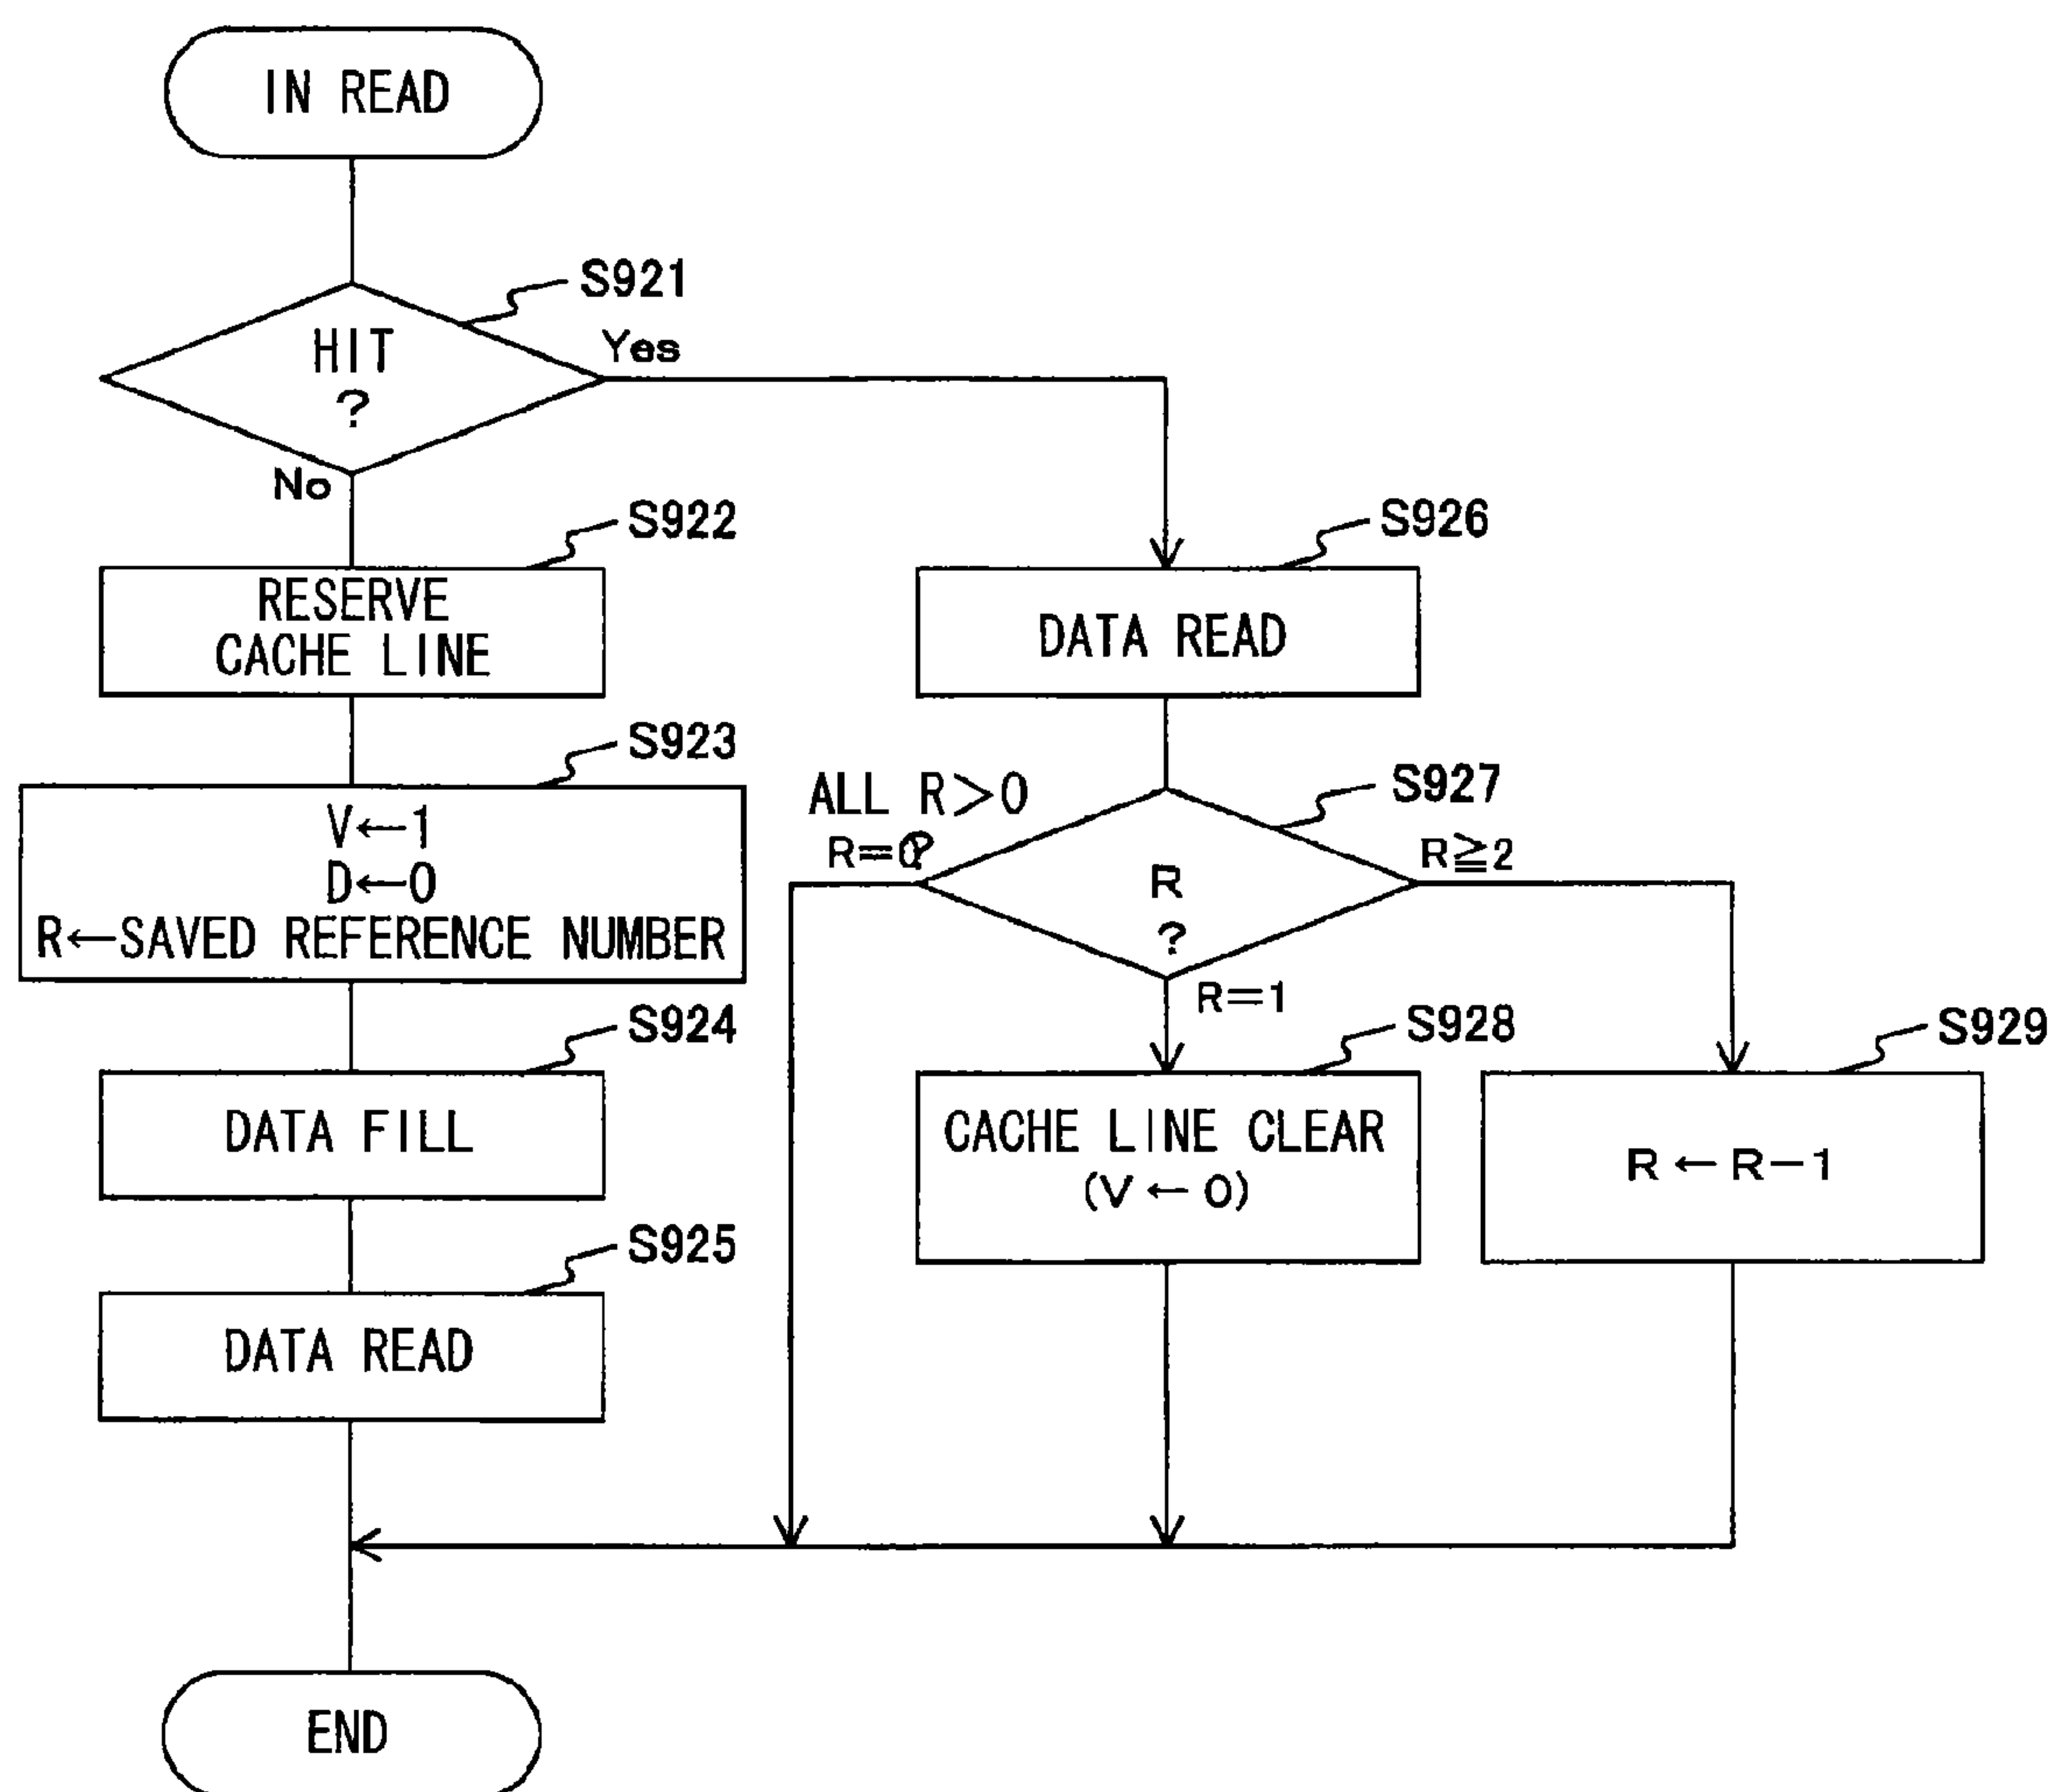 IN READ
S921
HIT
?
Yes
No
S922
RESERVE
CACHE LINE
S926
DATA READ
S923
V←1
D←0
R←SAVED REFERENCE NUMBER
ALL R>0
R=0?
S927
R
?
R≧2
R=1
S924
DATA FILL
S928
CACHE LINE CLEAR
(V←0)
S929
R←R−1
S925
DATA READ
END